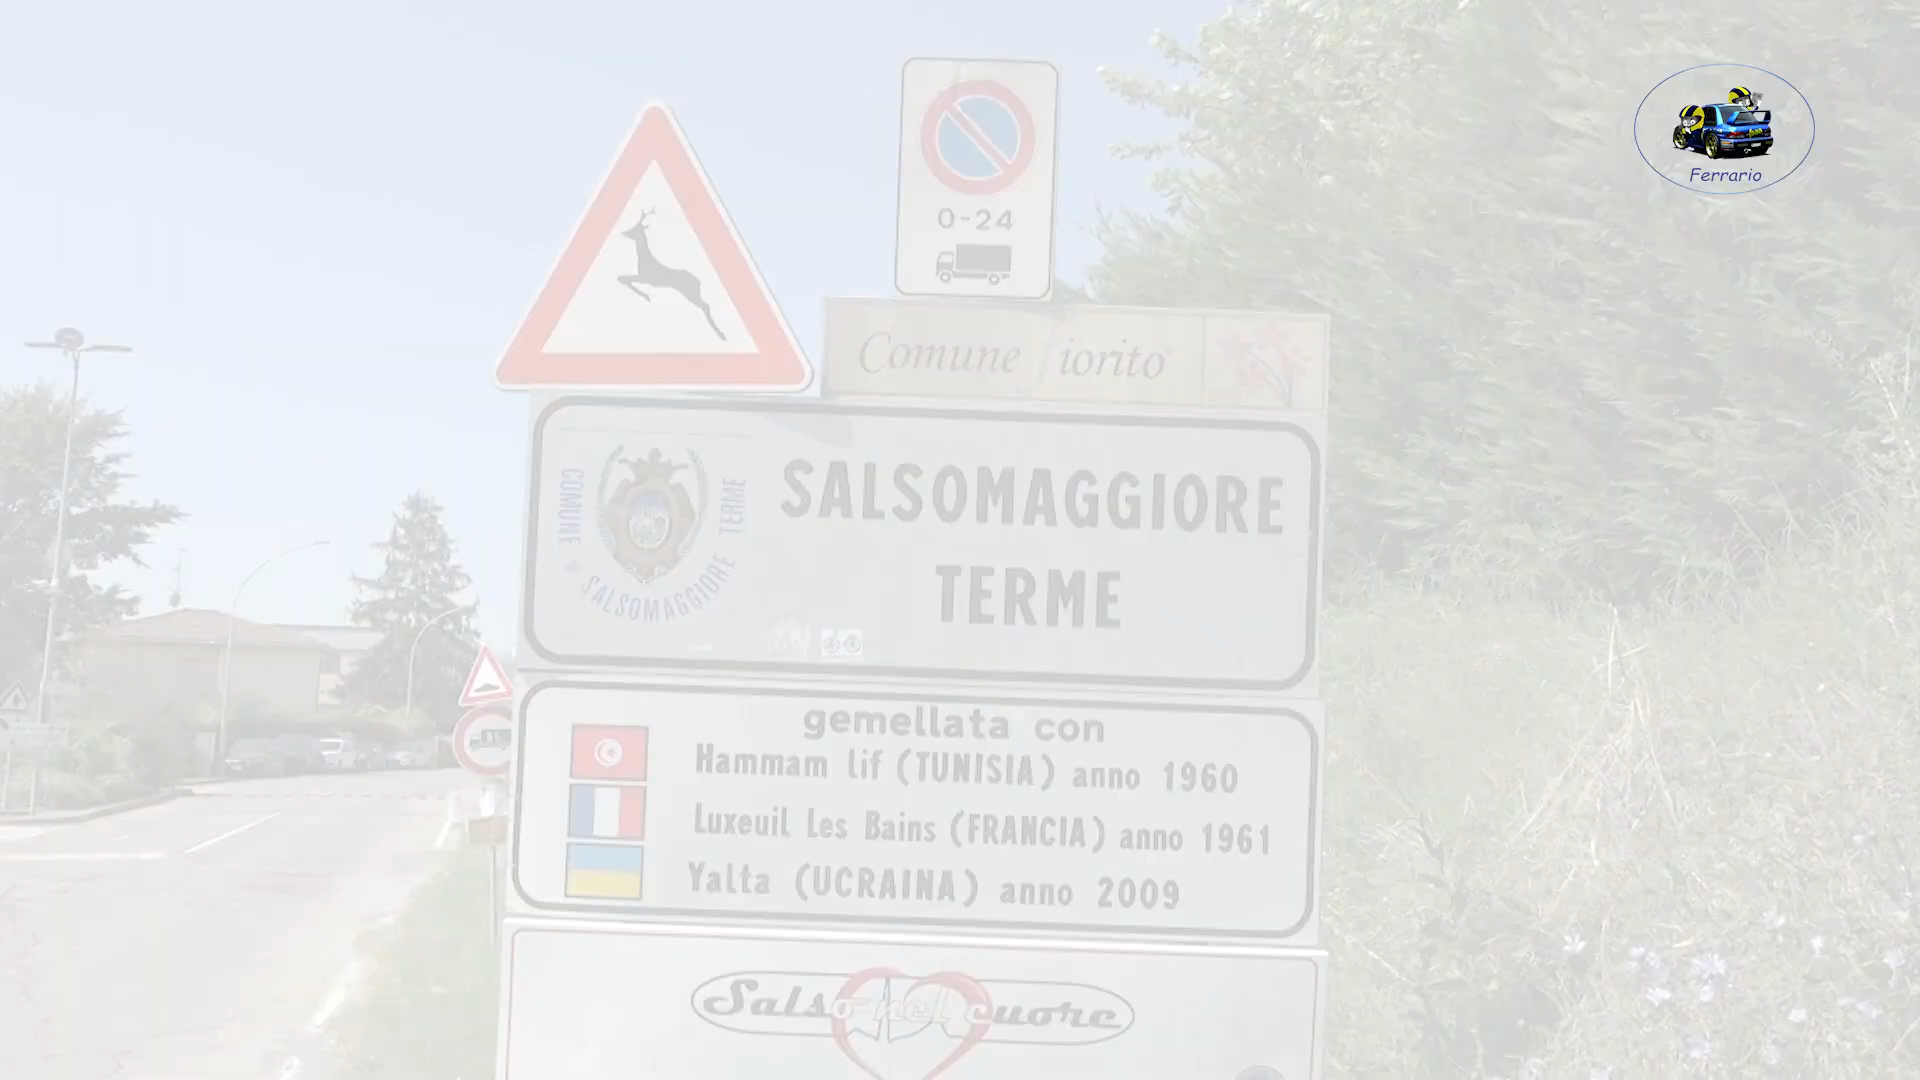 Ferrario
0-24
Comune fiorito
COMUNE
SALSOMAGGIORE
TERME
SALSOMAGGIORE
TERME
gemellata con
Hammam lif (TUNISIA) anno 1960
Luxeuil Les Bains (FRANCIA) anno 1961
Yalta (UCRAINA) anno 2009
Salso nel cuore